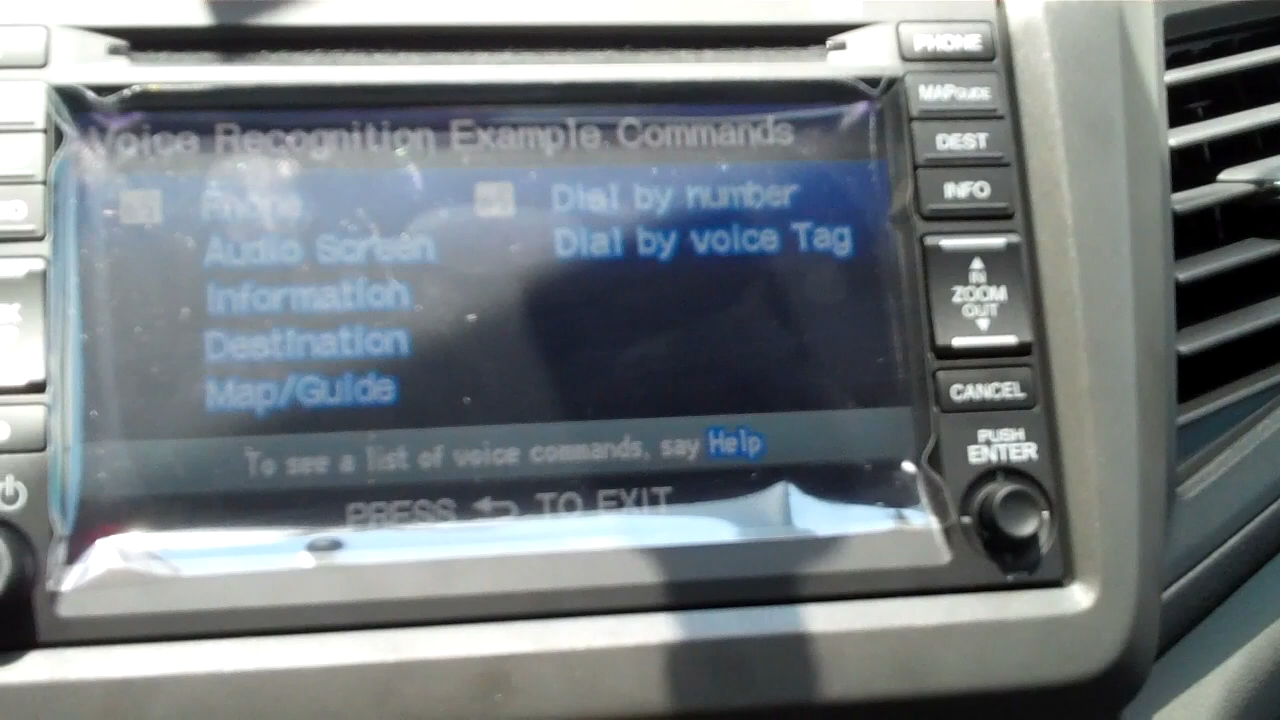 Voice Recognition Example Commands
Phone
Audio Screen
Information
Destination
Map/Guide
Dial by number
Dial by voice Tag
To see a list of voice commands, say Help
PRESS TO EXIT
PHONE
MAP GUIDE
DEST
INFO
▲
IN
ZOOM
OUT
▼
CANCEL
PUSH
ENTER